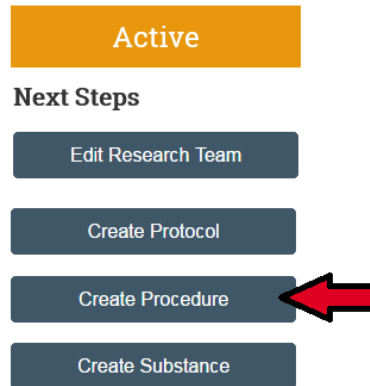 Active
Next Steps
Edit Research Team
Create Protocol
Create Procedure
Create Substance